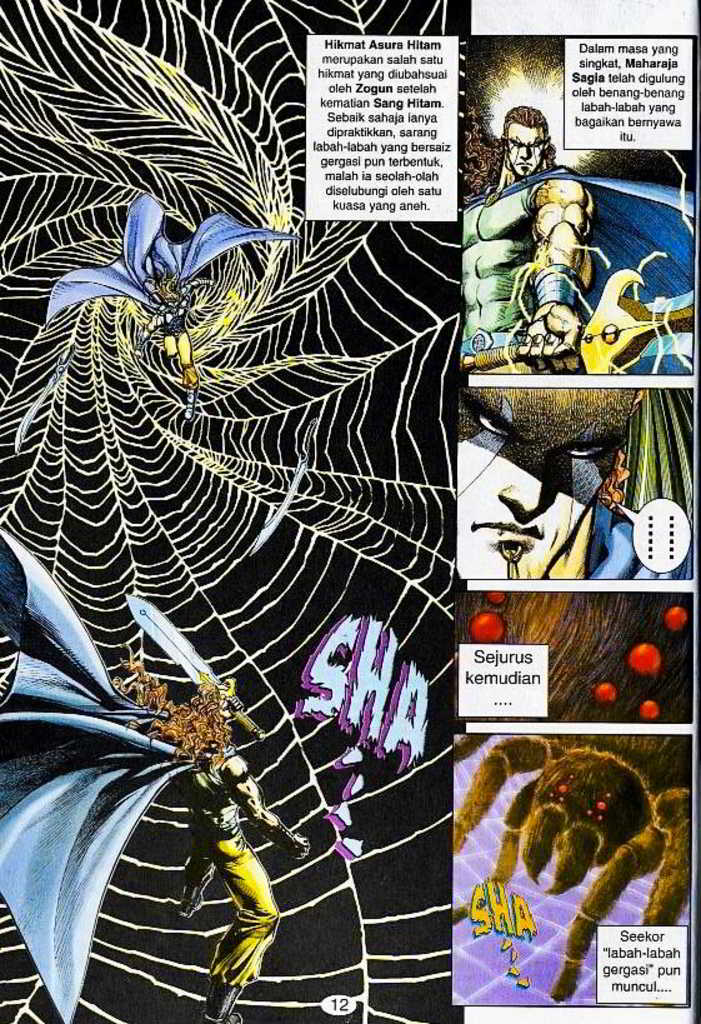 Hikmat Asura Hitam
merupakan salah satu
hikmat yang diubahsuai
oleh Zogun setelah
kematian Sang Hitam.
Sebaik sahaja ianya
dipraktikkan, sarang
labah-labah yang bersaiz
gergasi pun terbentuk,
malah ia seolah-olah
diselubungi oleh satu
kuasa yang aneh.
Dalam masa yang
singkat, Maharaja
Sagia telah digulung
oleh benang-benang
labah-labah yang
bagaikan bernyawa
itu.
SHA
Sejurus
kemudian
....
SHA
Seekor
"labah-labah
gergasi" pun
muncul....
12